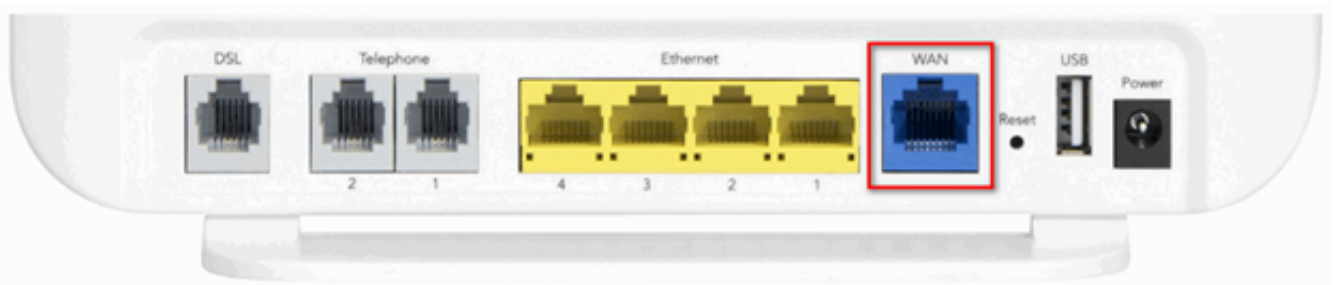 DSL Telephone Ethernet WAN USB
Power
Reset
2 1 4 3 2 1